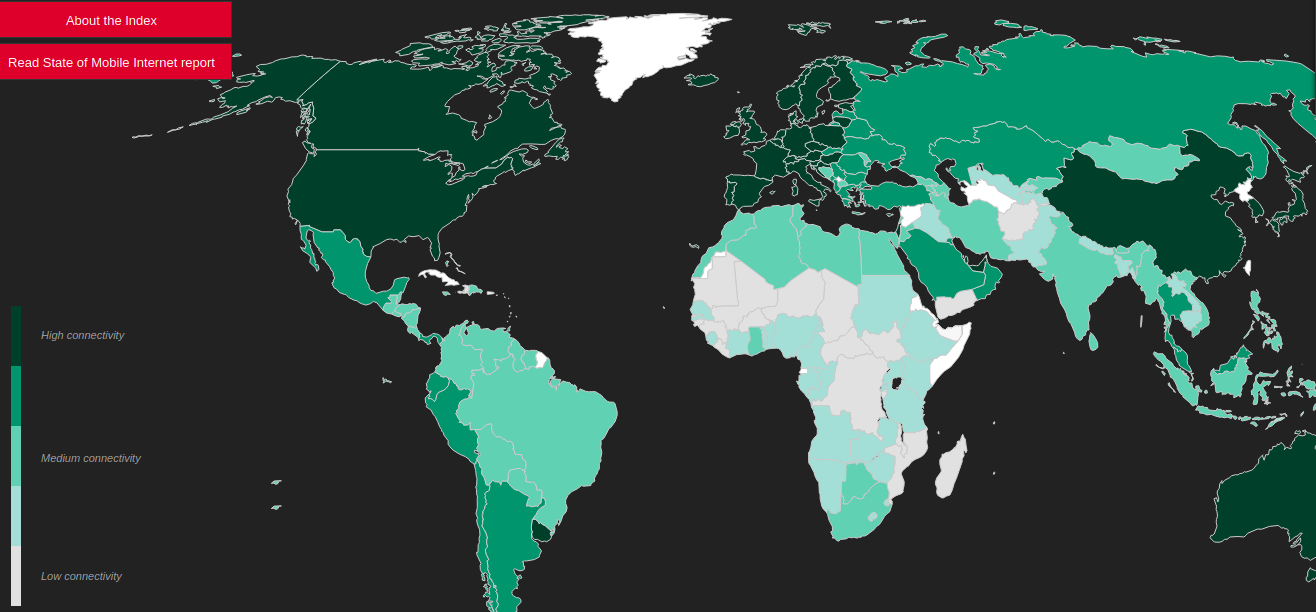 About the Index
Read State of Mobile Internet report
High connectivity
Medium connectivity
Low connectivity